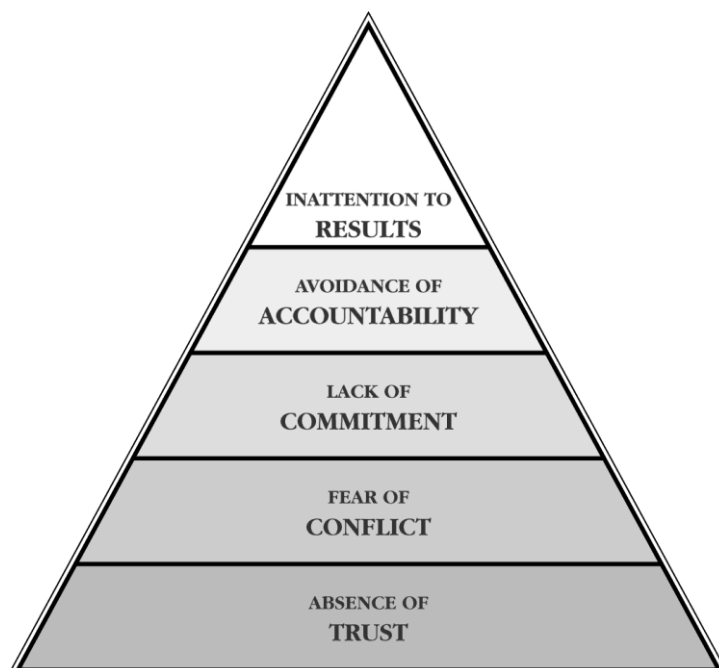 INATTENTION TO
RESULTS
AVOIDANCE OF
ACCOUNTABILITY
LACK OF
COMMITMENT
FEAR OF
CONFLICT
ABSENCE OF
TRUST